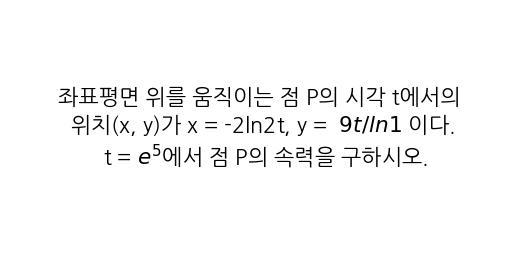 좌표평면 위를 움직이는 점 P의 시각 t에서의
위치(x, y)가 x = -2ln2t, y = 9t/ln1 이다.
t = e⁵에서 점 P의 속력을 구하시오.